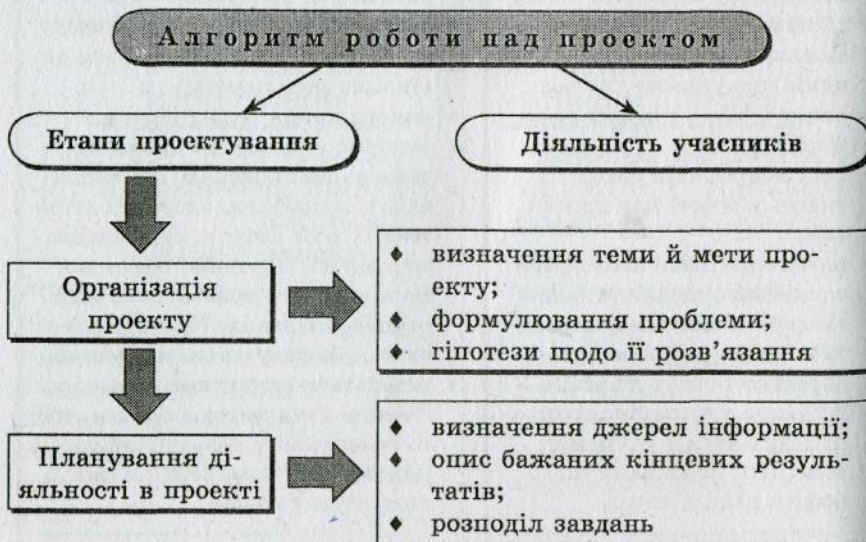 Алгоритм роботи над проєктом
Етапи проектування
Діяльність учасників
Організація
проекту
♦ визначення теми й мети про-
екту;
♦ формулювання проблеми;
♦ гіпотези щодо її розв'язання
Планування ді-
яльності в проекті
♦ визначення джерел інформації;
♦ опис бажаних кінцевих резуль-
татів;
♦ розподіл завдань